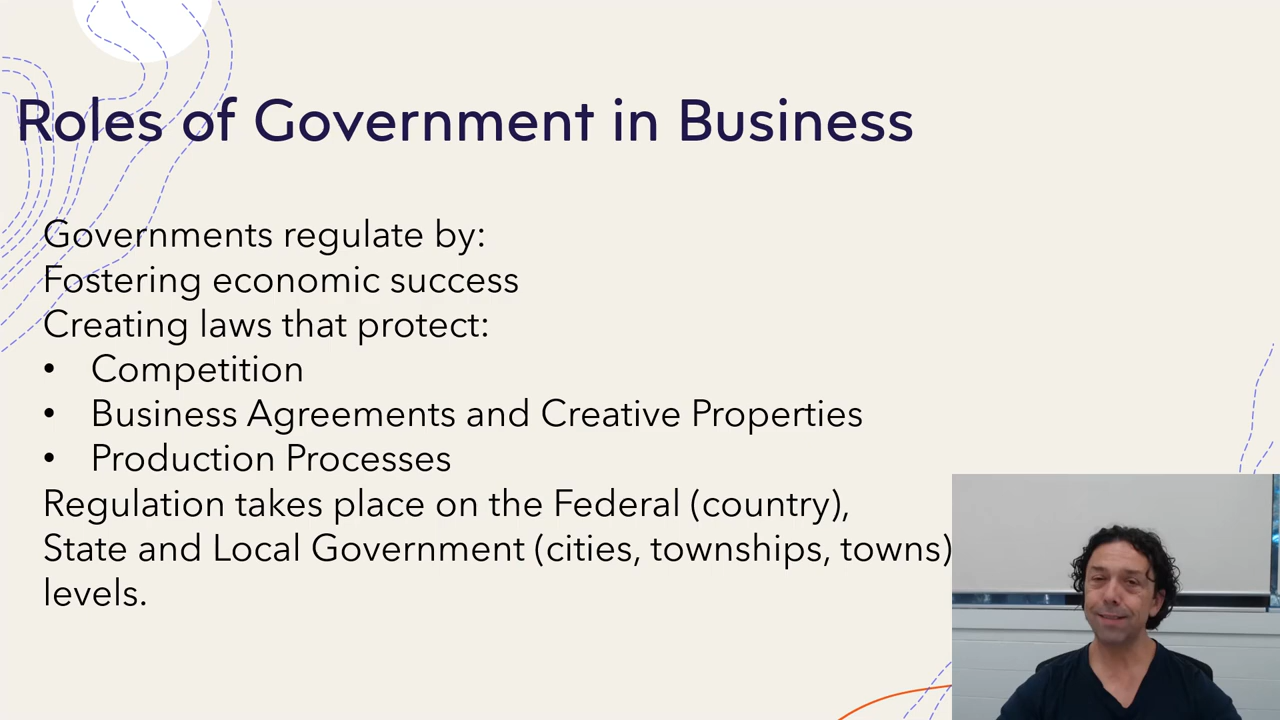 Roles of Government in Business
Governments regulate by:
Fostering economic success
Creating laws that protect:
• Competition
• Business Agreements and Creative Properties
• Production Processes
Regulation takes place on the Federal (country),
State and Local Government (cities, townships, towns)
levels.